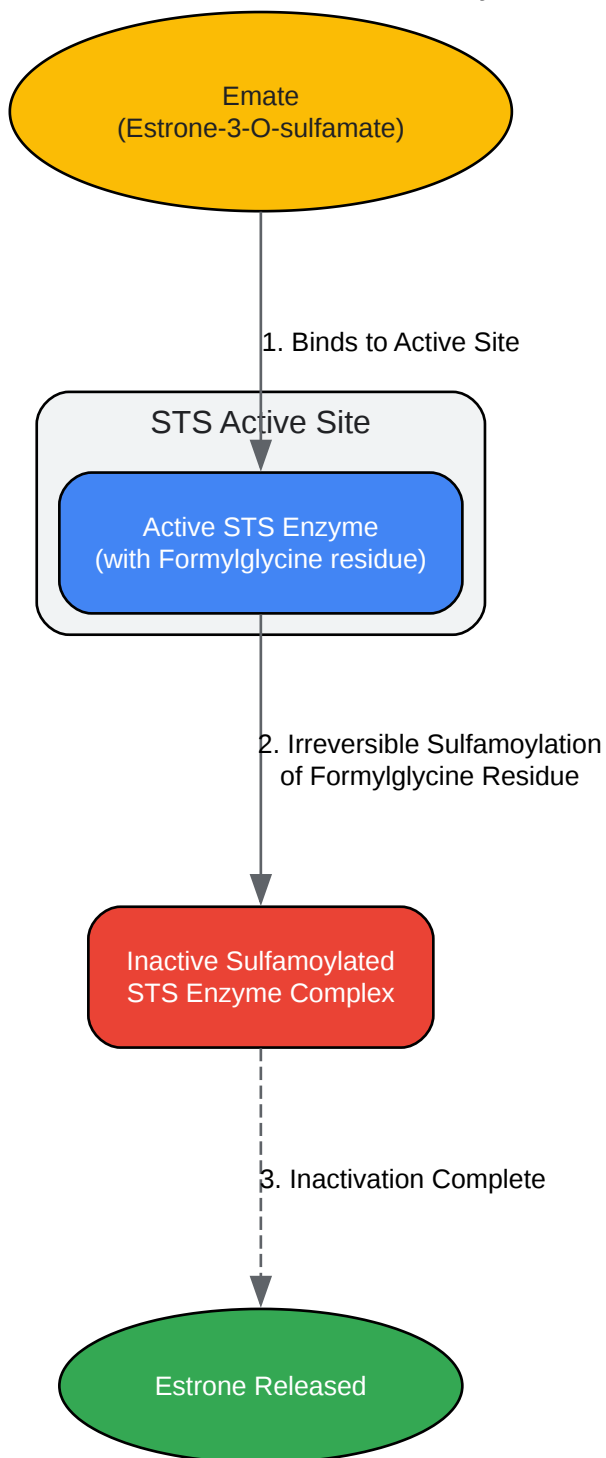 Emate
(Estrone-3-O-sulfamate)
1. Binds to Active Site
STS Active Site
Active STS Enzyme
(with Formylglycine residue)
2. Irreversible Sulfamoylation
of Formylglycine Residue
Inactive Sulfamoylated
STS Enzyme Complex
3. Inactivation Complete
Estrone Released